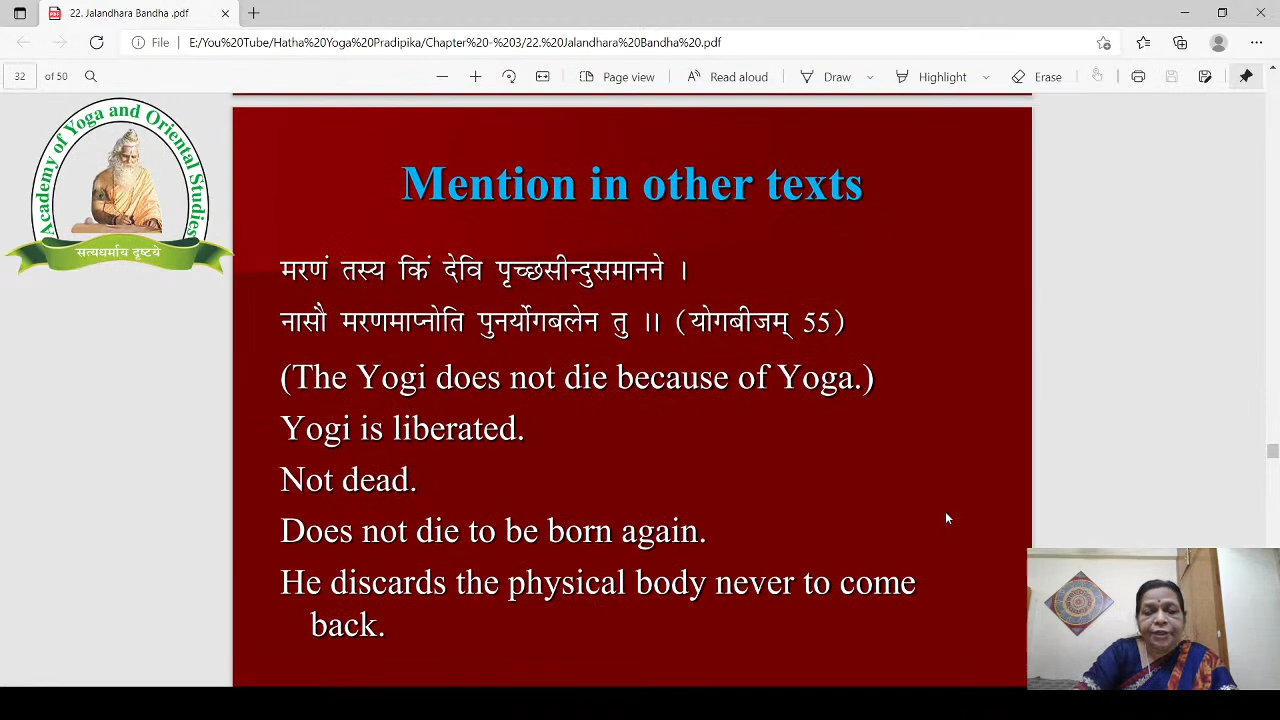 22. Jalandhara Bandha .pdf
File
E:/You%20Tube/Hatha%20Yoga%20Pradipika/Chapter%20-%203/22.%20Jalandhara%20Bandha%20.pdf
32 of 50
Page view
Read aloud
Draw
Highlight
Erase
Academy of Yoga and Oriental Studies
सत्यधर्माय दृष्टये
Mention in other texts
मरणं तस्य किं देवि पृच्छसीन्दुसमानने ।
नासौ मरणमाप्नोति पुनर्योगबलेन तु ।। (योगबीजम् 55)
(The Yogi does not die because of Yoga.)
Yogi is liberated.
Not dead.
Does not die to be born again.
He discards the physical body never to come
back.